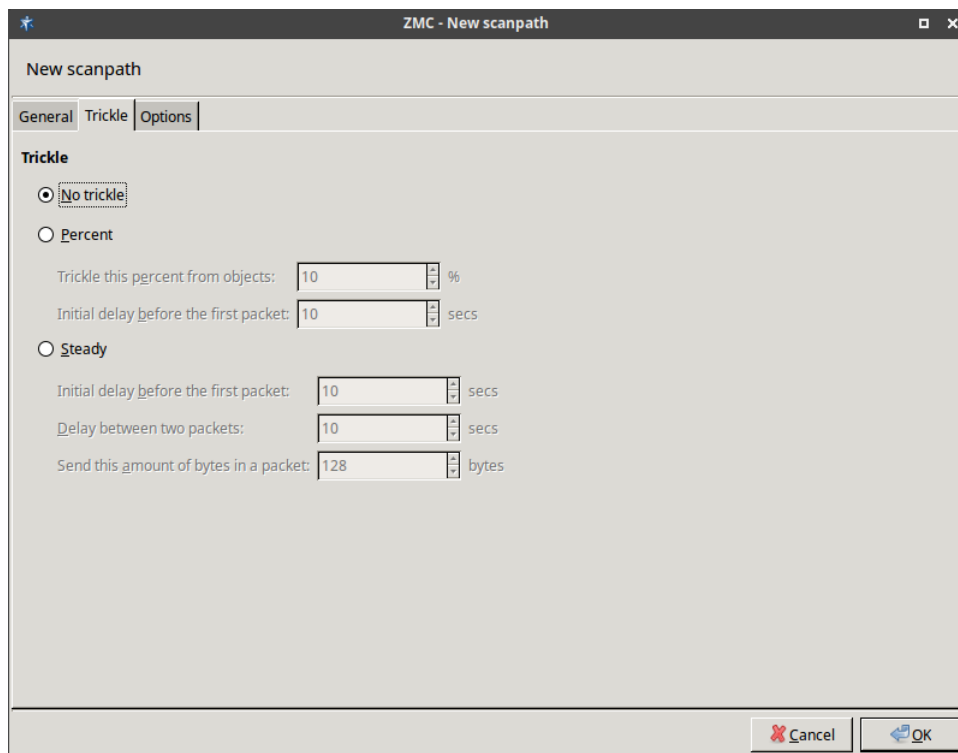 ZMC - New scanpath
New scanpath
General Trickle Options
Trickle
No trickle
Percent
Trickle this percent from objects: 10 %
Initial delay before the first packet: 10 secs
Steady
Initial delay before the first packet: 10 secs
Delay between two packets: 10 secs
Send this amount of bytes in a packet: 128 bytes
Cancel OK